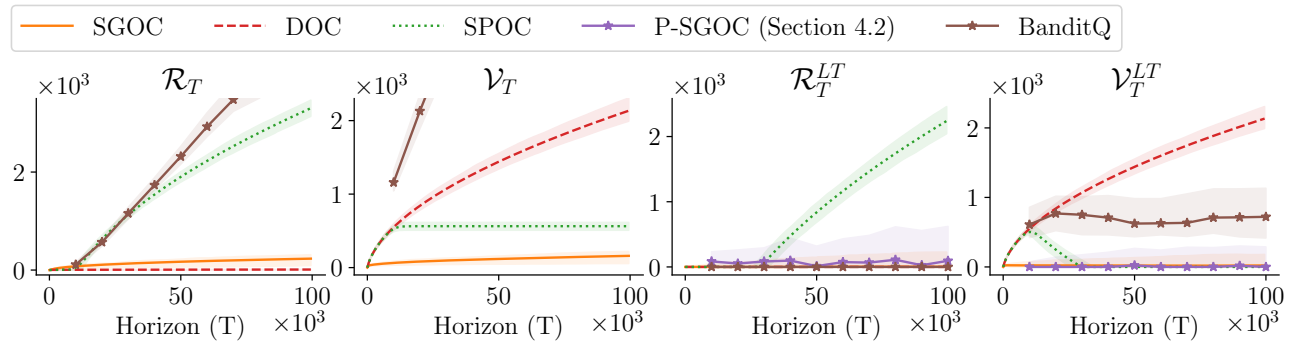 SGOC DOC SPOC P-SGOC (Section 4.2) BanditQ
×10³ R_T ×10³ V_T ×10³ R_T^{LT} ×10³ V_T^{LT}
2 2 2 2
1 1 1
0 0 0 0
0 50 100 0 50 100 0 50 100 0 50 100
Horizon (T) ×10³ Horizon (T) ×10³ Horizon (T) ×10³ Horizon (T) ×10³